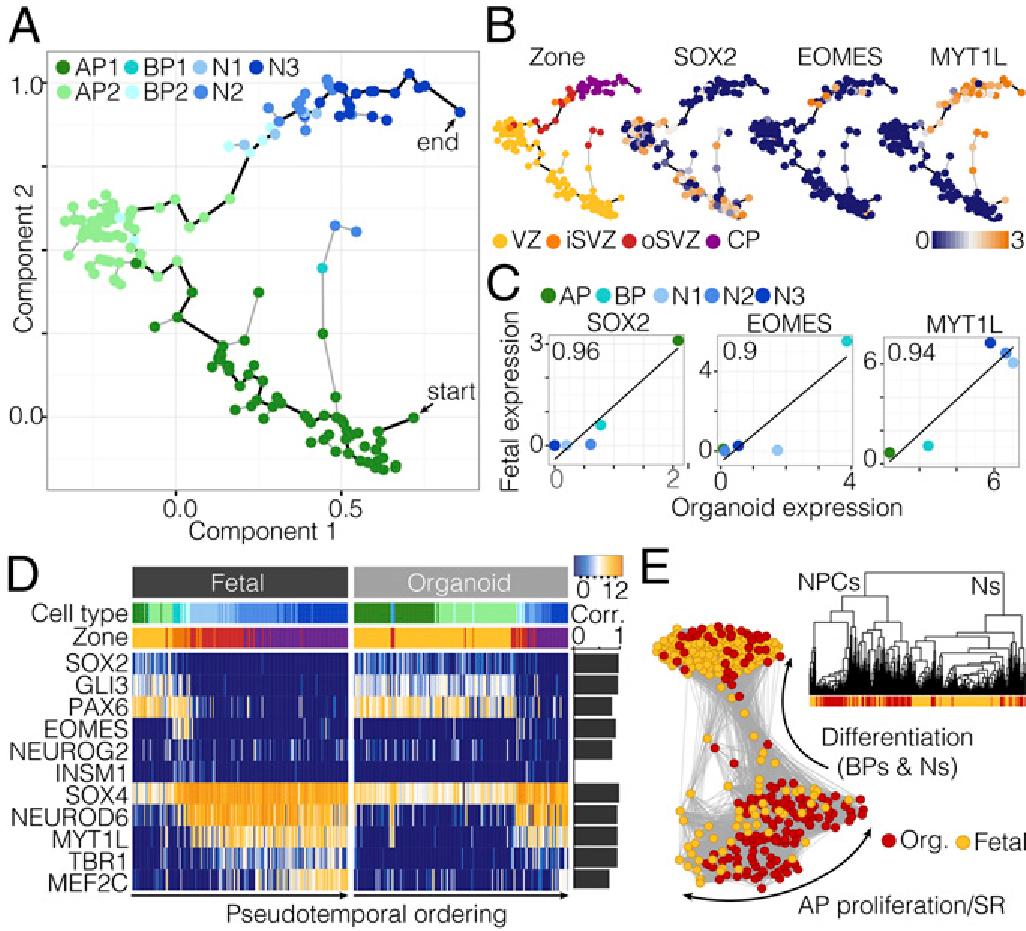 A
AP1 BP1 N1 N3
AP2 BP2 N2
1.0
0.0
Component 2
0.0 0.5
Component 1
end
start
B
Zone SOX2 EOMES MYT1L
VZ iSVZ oSVZ CP
0 3
C
AP BP N1 N2 N3
SOX2 EOMES MYT1L
Fetal expression
3
0.96
0
0 2
0.9
4
0
0 4
0.94
6
0
6
Organoid expression
D
Fetal Organoid
0 12
Cell type
Corr.
Zone
0 1
SOX2
GLI3
PAX6
EOMES
NEUROG2
INSM1
SOX4
NEUROD6
MYT1L
TBR1
MEF2C
Pseudotemporal ordering
E
NPCs Ns
Differentiation
(BPs & Ns)
Org. Fetal
AP proliferation/SR